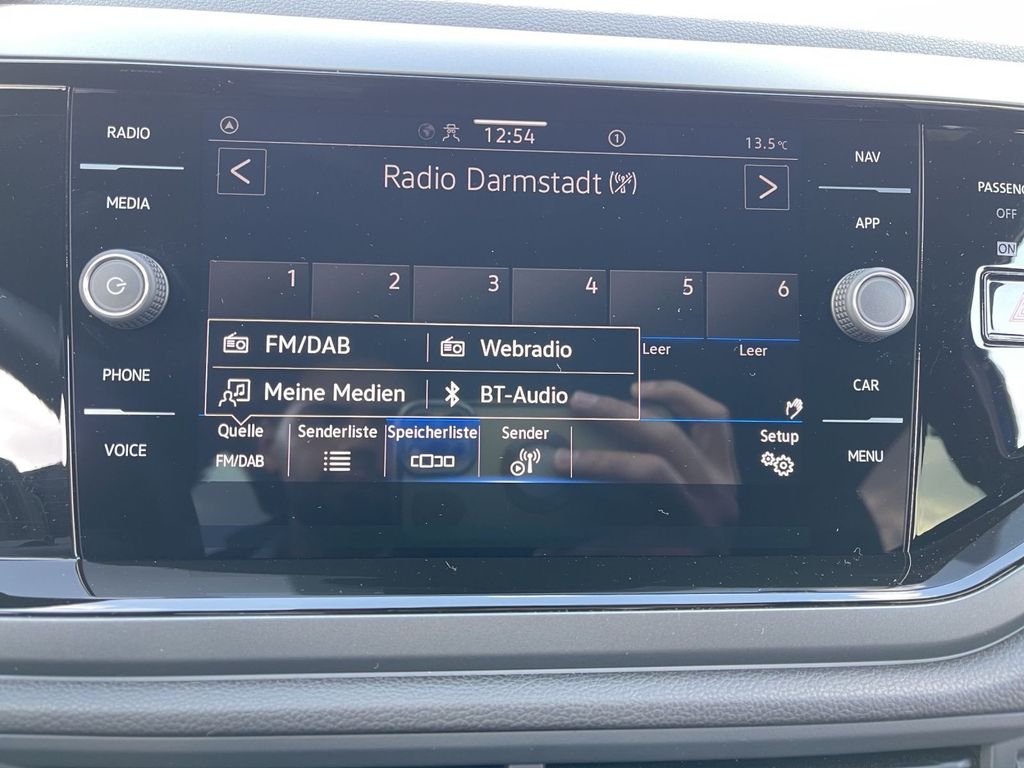 RADIO
MEDIA
PHONE
VOICE
12:54
1
13.5°C
Radio Darmstadt
1 2 3 4 5 6
Leer Leer
FM/DAB Webradio
Meine Medien BT-Audio
Quelle Senderliste Speicherliste Sender Setup
FM/DAB
NAV
APP
CAR
MENU
PASSENG
OFF
ON